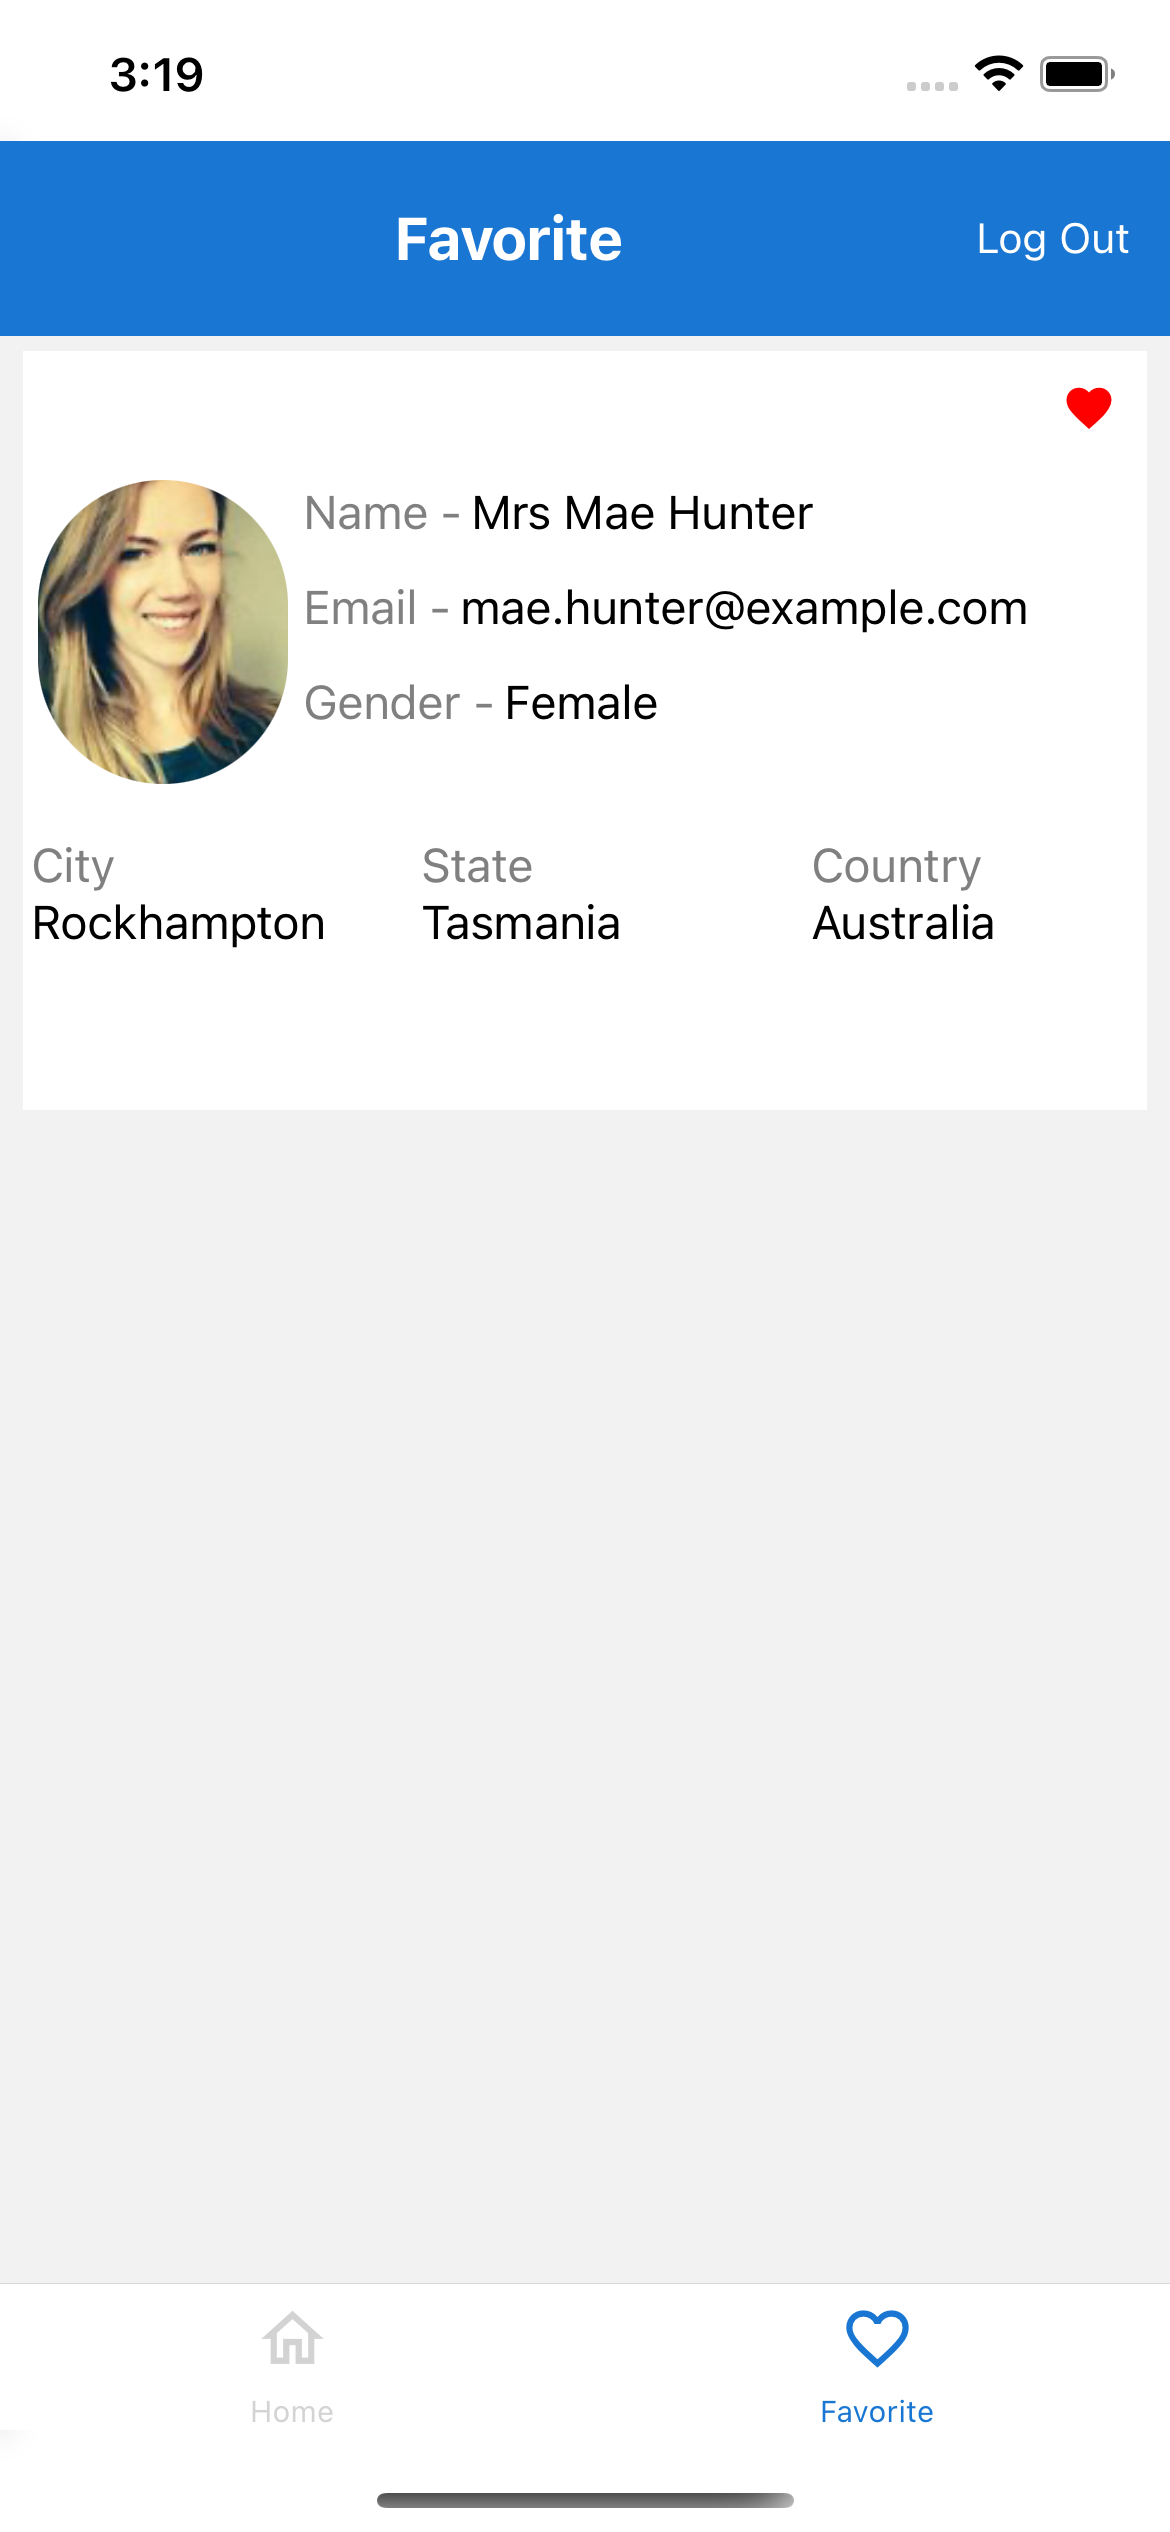 3:19
Favorite
Log Out
Name - Mrs Mae Hunter
Email - mae.hunter@example.com
Gender - Female
City State Country
Rockhampton Tasmania Australia
Home Favorite